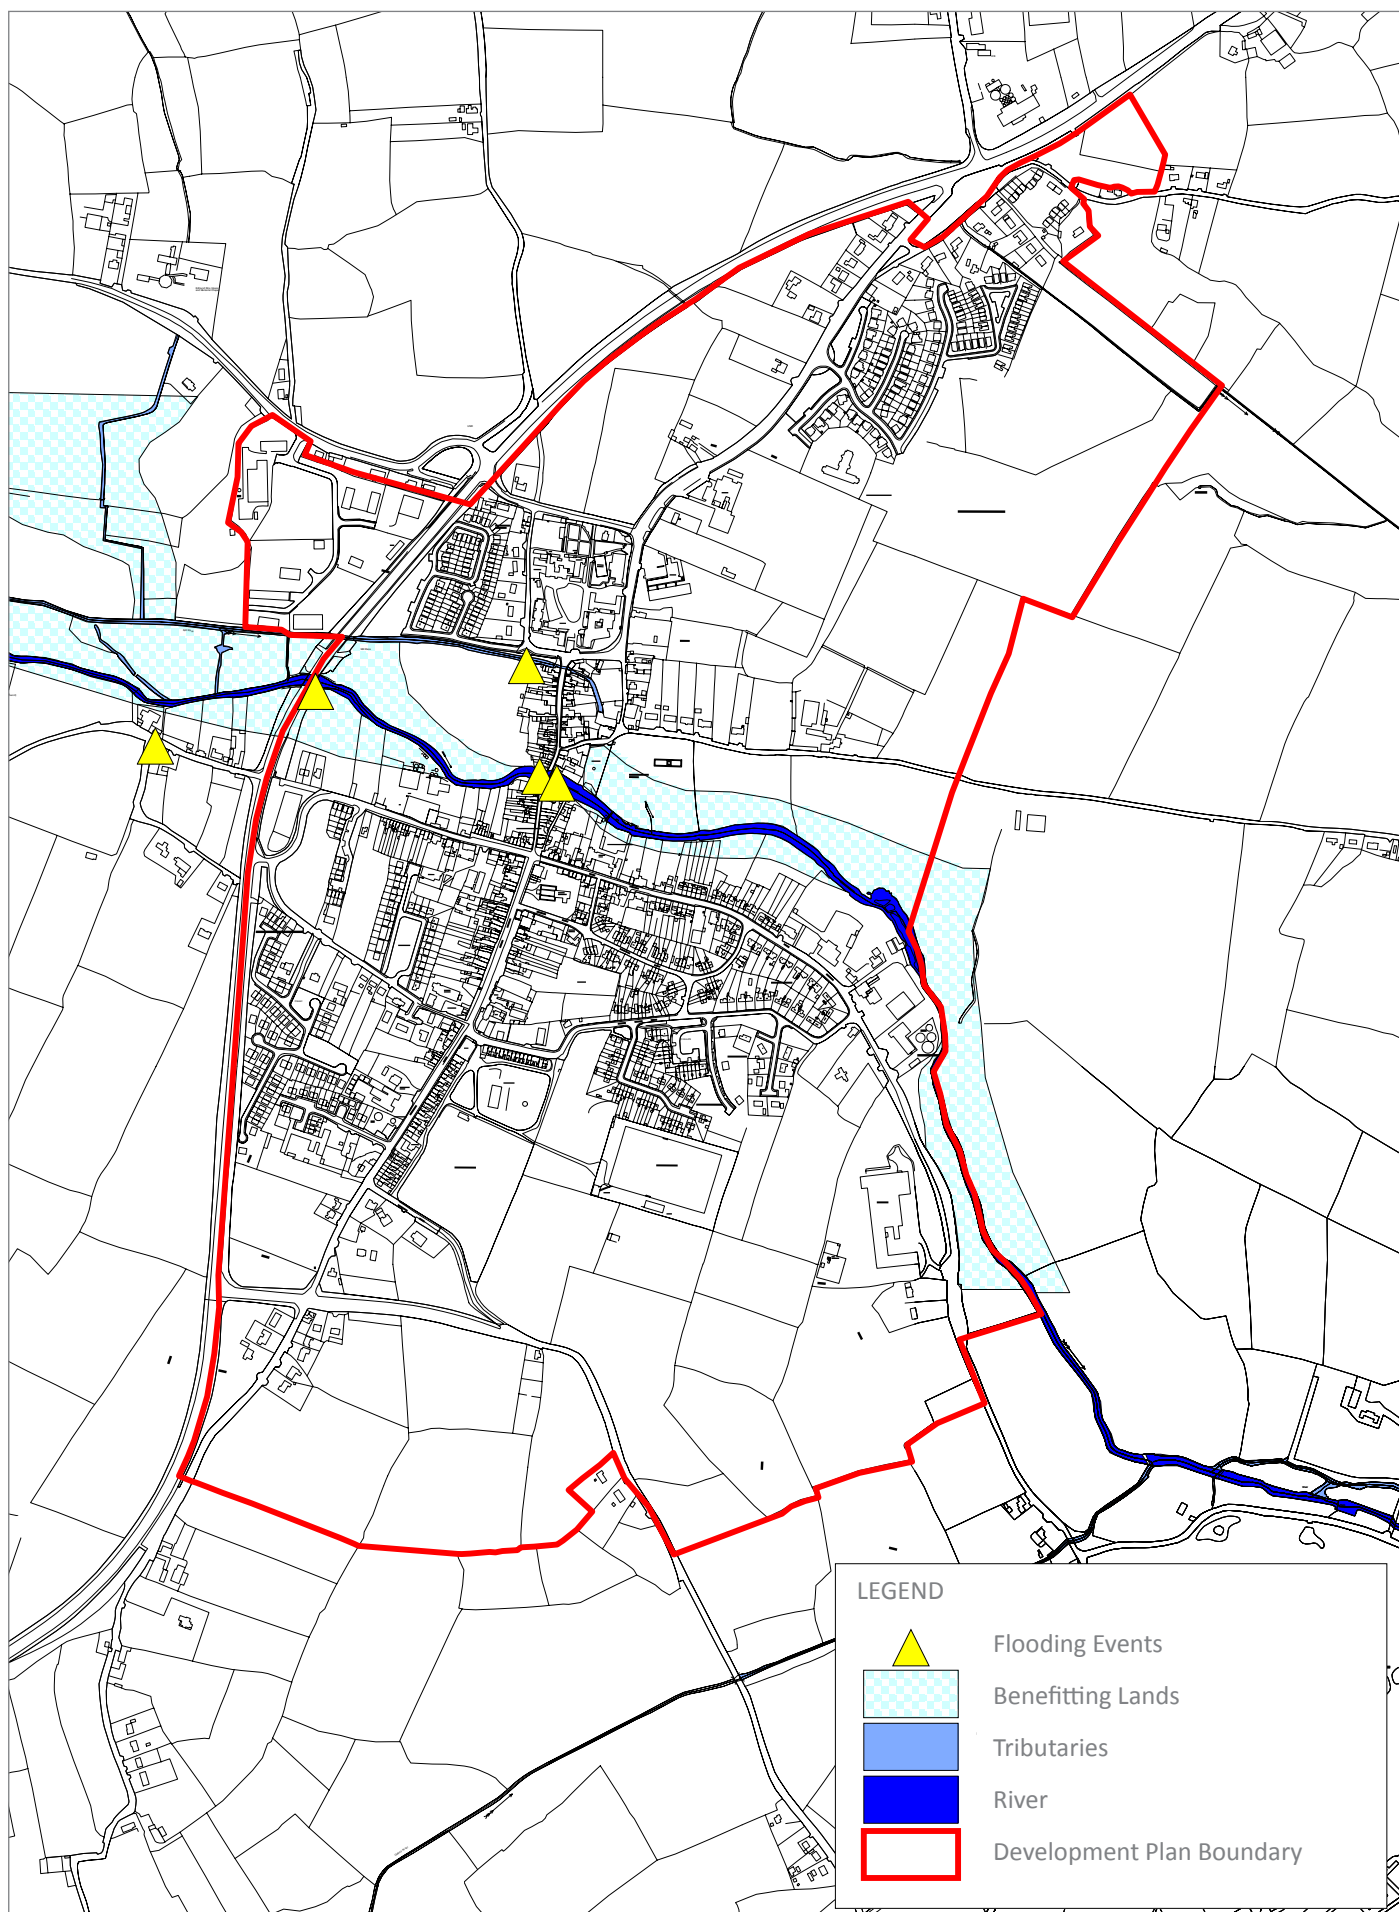 LEGEND
Flooding Events
Benefitting Lands
Tributaries
River
Development Plan Boundary